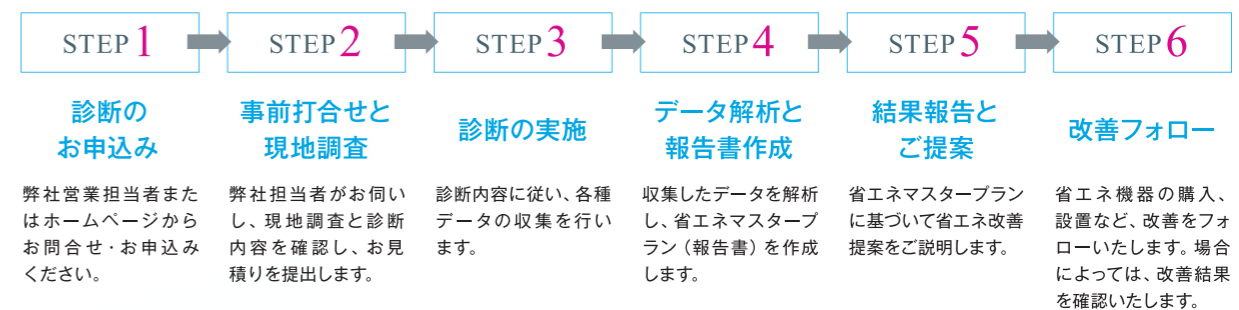 STEP 1
診断の
お申込み
弊社営業担当者また
はホームページから
お問合せ・お申込み
ください。
STEP 2
事前打合せと
現地調査
弊社担当者がお伺い
し、現地調査と診断
内容を確認し、お見
積りを提出します。
STEP 3
診断の実施
診断内容に従い、各種
データの収集を行い
ます。
STEP 4
データ解析と
報告書作成
収集したデータを解析
し、省エネマスタープ
ラン（報告書）を作成
します。
STEP 5
結果報告と
ご提案
省エネマスタープラン
に基づいて省エネ改善
提案をご説明します。
STEP 6
改善フォロー
省エネ機器の購入、
設置など、改善をフォ
ローいたします。場合
によっては、改善結果
を確認いたします。